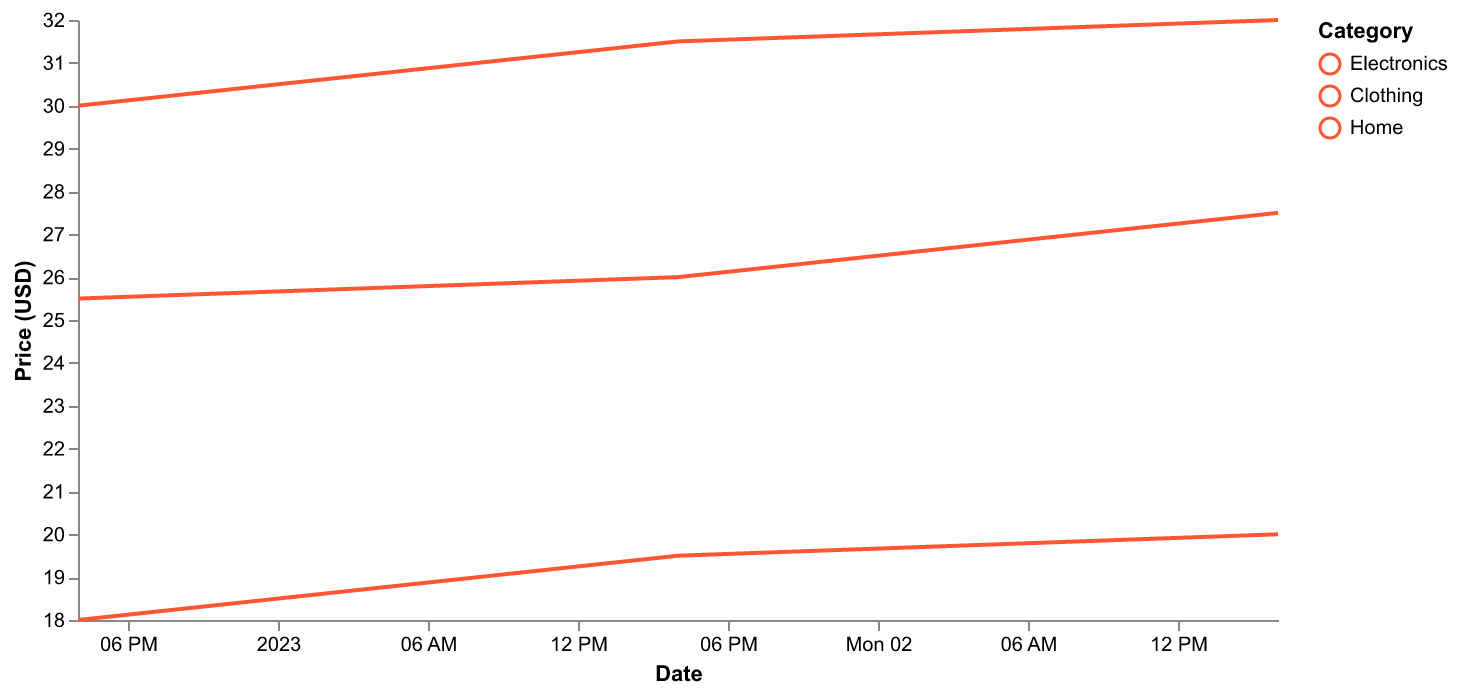 32
31
30
29
28
27
26
25
24
23
22
21
20
19
18
Price (USD)
06 PM
2023
06 AM
12 PM
06 PM
Mon 02
06 AM
12 PM
Date
Category
Electronics
Clothing
Home